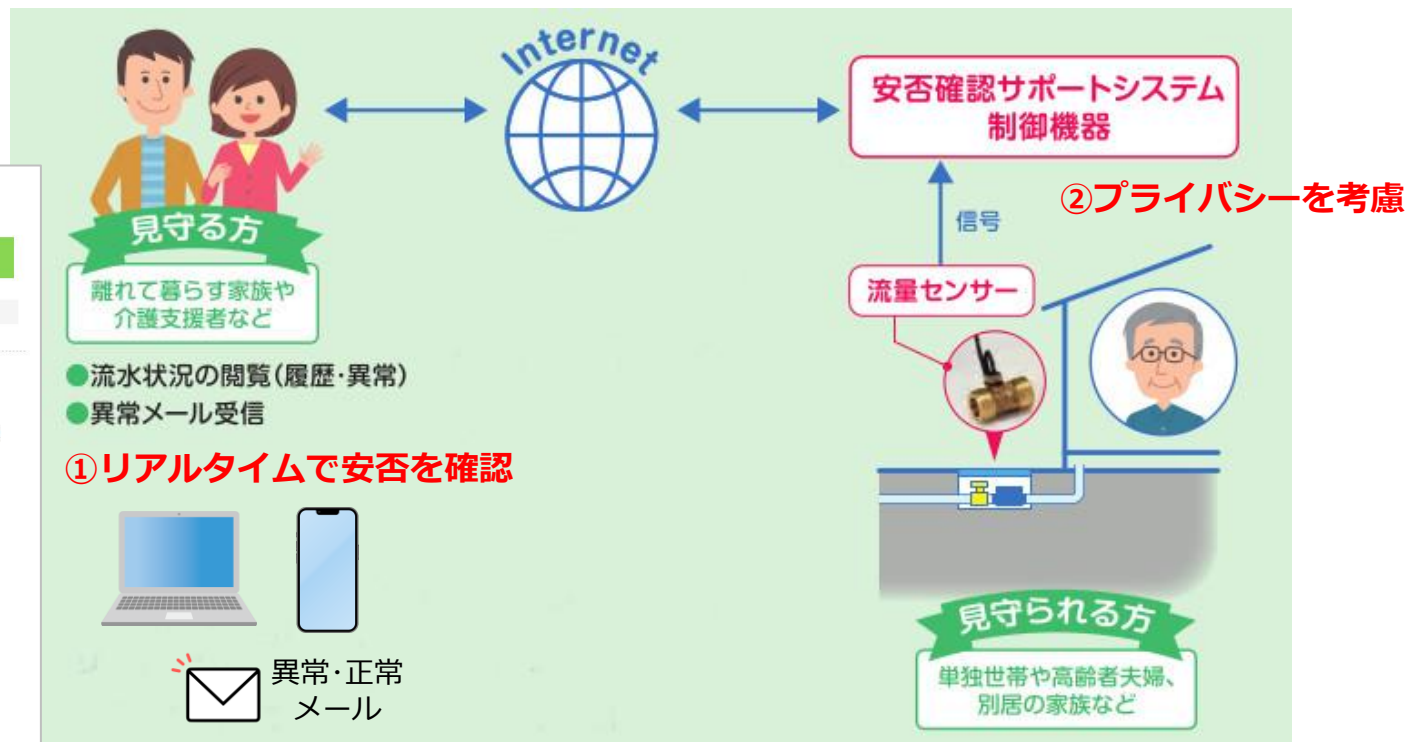 Internet
安否確認サポートシステム
制御機器
②プライバシーを考慮
信号
流量センサー
見守る方
離れて暮らす家族や
介護支援者など
●流水状況の閲覧(履歴・異常)
●異常メール受信
①リアルタイムで安否を確認
異常・正常
メール
見守られる方
単独世帯や高齢者夫婦、
別居の家族など